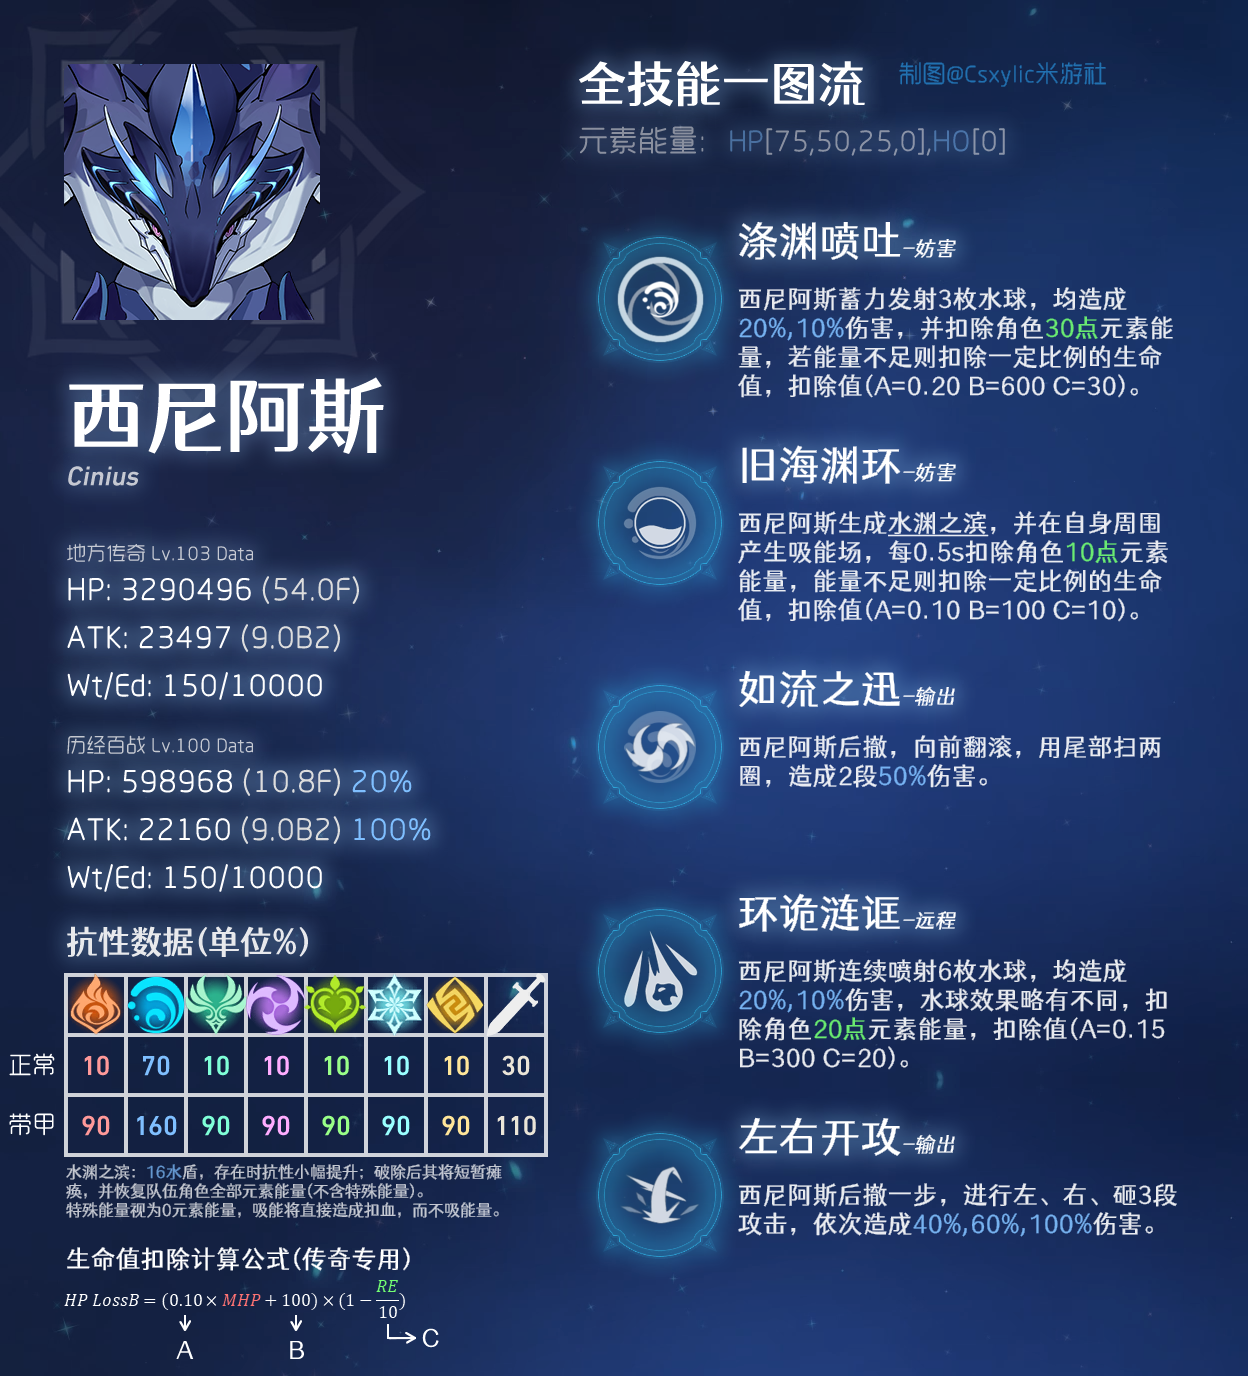 全技能一图流
制图@Csxylic米游社
元素能量： HP[75,50,25,0],HO[0]
西尼阿斯
Cinius
地方传奇 Lv.103 Data
HP: 3290496 (54.0F)
ATK: 23497 (9.0B2)
Wt/Ed: 150/10000
历经百战 Lv.100 Data
HP: 598968 (10.8F) 20%
ATK: 22160 (9.0B2) 100%
Wt/Ed: 150/10000
抗性数据(单位%)
正常 10 70 10 10 10 10 10 30
带甲 90 160 90 90 90 90 90 110
水渊之滨：16水盾，存在时抗性小幅提升；破除后其将短暂瘫
痪，并恢复队伍角色全部元素能量(不含特殊能量)。
特殊能量视为0元素能量，吸能将直接造成扣血，而不吸能量。
生命值扣除计算公式(传奇专用)
HP LossB = (0.10 × MHP + 100) × (1 − RE/10)
A
B
C
涤渊喷吐-妨害
西尼阿斯蓄力发射3枚水球，均造成
20%,10%伤害，并扣除角色30点元素能
量，若能量不足则扣除一定比例的生命
值，扣除值(A=0.20 B=600 C=30)。
旧海渊环-妨害
西尼阿斯生成水渊之滨，并在自身周围
产生吸能场，每0.5s扣除角色10点元素
能量，能量不足则扣除一定比例的生命
值，扣除值(A=0.10 B=100 C=10)。
如流之迅-输出
西尼阿斯后撤，向前翻滚，用尾部扫两
圈，造成2段50%伤害。
环诡涟诓-远程
西尼阿斯连续喷射6枚水球，均造成
20%,10%伤害，水球效果略有不同，扣
除角色20点元素能量，扣除值(A=0.15
B=300 C=20)。
左右开攻-输出
西尼阿斯后撤一步，进行左、右、砸3段
攻击，依次造成40%,60%,100%伤害。